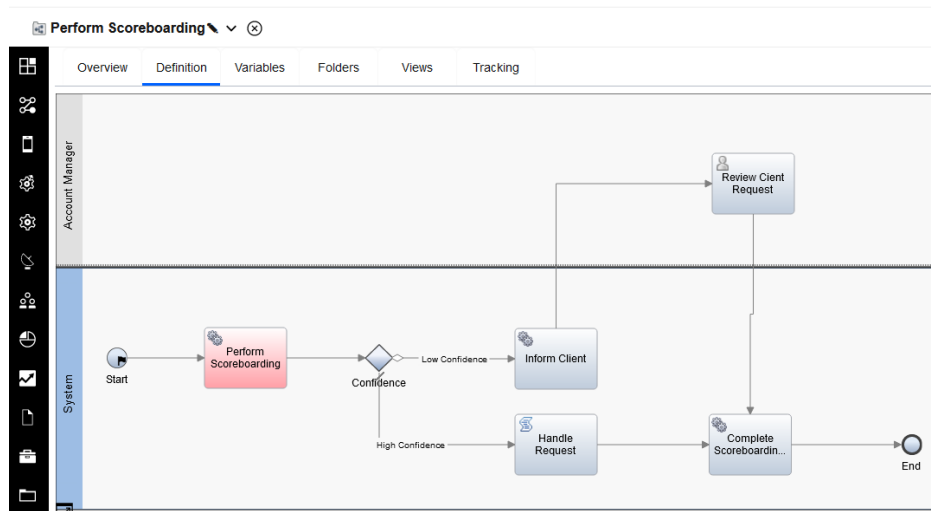 Perform Scoreboarding
Overview
Definition
Variables
Folders
Views
Tracking
Account Manager
Review Cient
Request
System
Start
Perform
Scoreboarding
Confidence
Low Confidence
Inform Client
High Confidence
Handle
Request
Complete
Scoreboardin...
End